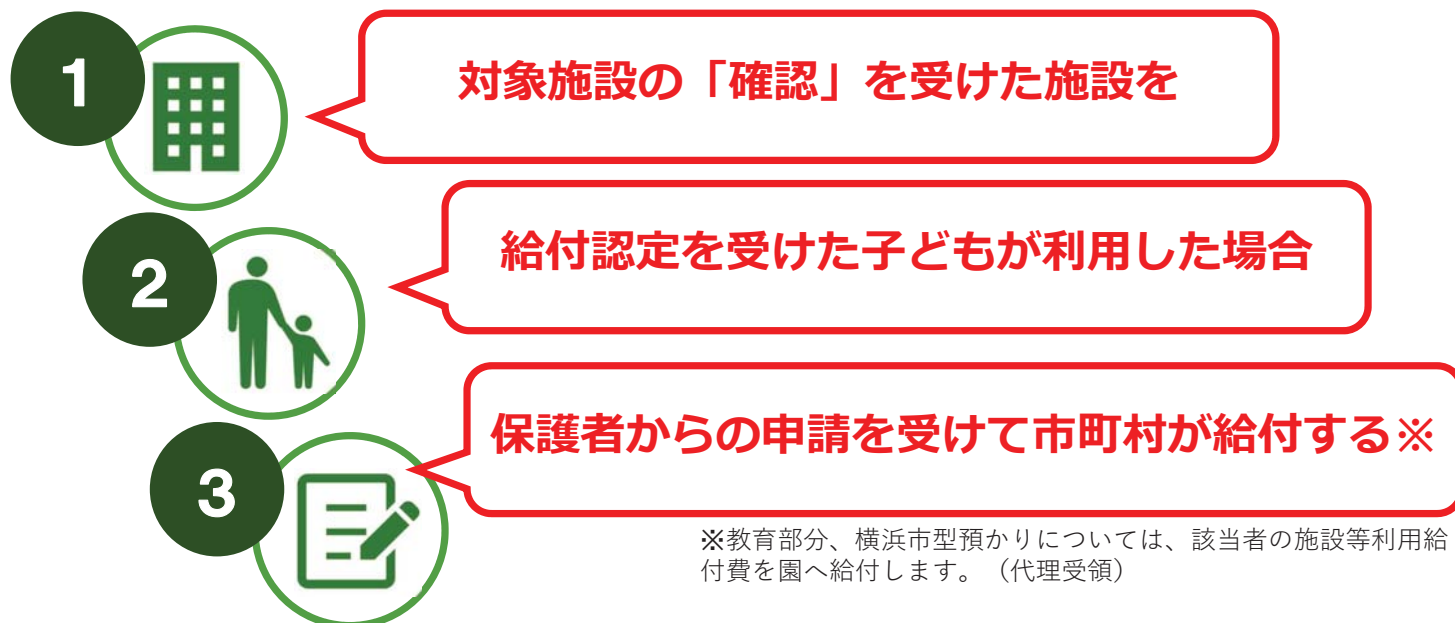 1
対象施設の「確認」を受けた施設を
2
給付認定を受けた子どもが利用した場合
3
保護者からの申請を受けて市町村が給付する※
※教育部分、横浜市型預かりについては、該当者の施設等利用給
付費を園へ給付します。（代理受領）